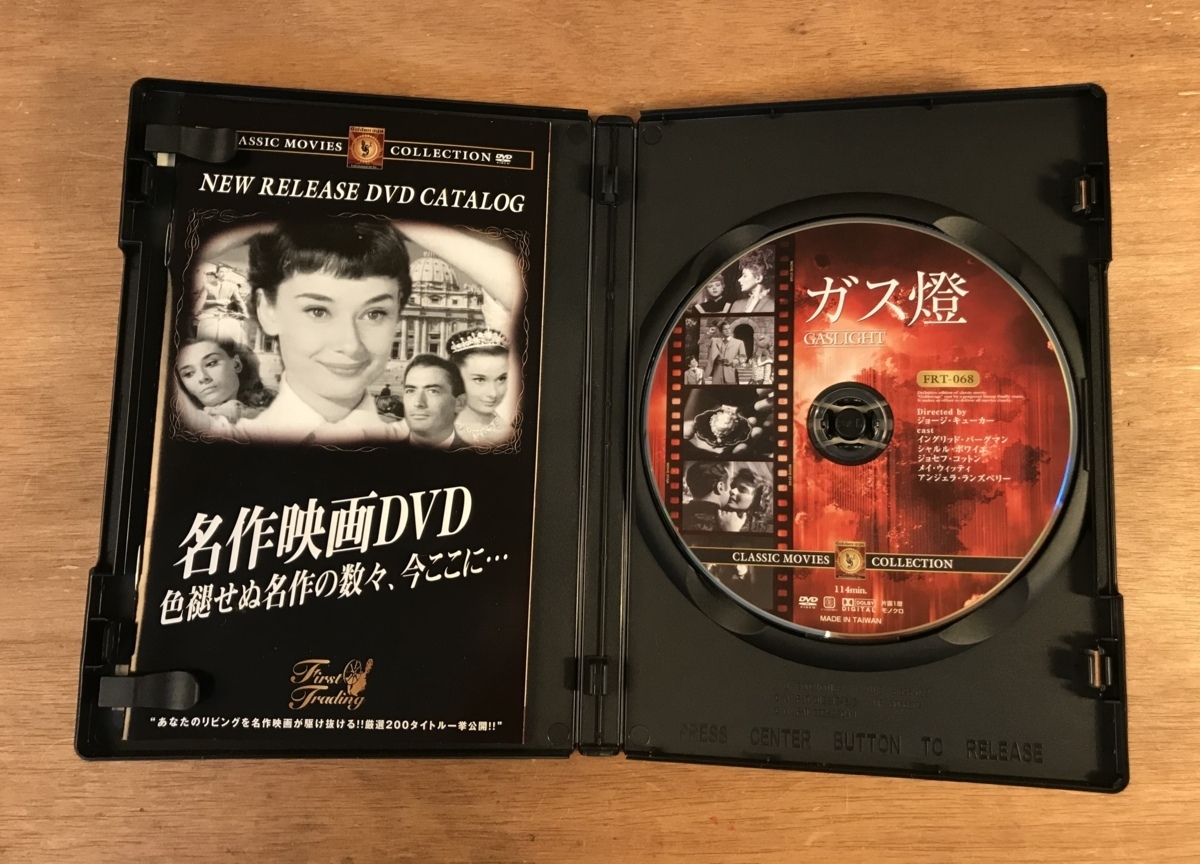 ASSIC MOVIES COLLECTION DVD
NEW RELEASE DVD CATALOG
名作映画DVD
色褪せぬ名作の数々、今ここに…
First
Trading
“あなたのリビングを名作映画が駆け抜ける!!厳選200タイトル一挙公開!!”
ガス燈
GASLIGHT
FRT-068
Directed by
ジョージ・キューカー
cast
イングリッド・バーグマン
シャルル・ボワイエ
ジョセフ・コットン
メイ・ウィッティ
アンジェラ・ランズベリー
CLASSIC MOVIES COLLECTION
114min.
DVD VIDEO DOLBY DIGITAL 片面1層 モノクロ
MADE IN TAIWAN
PRESS CENTER BUTTON TO RELEASE